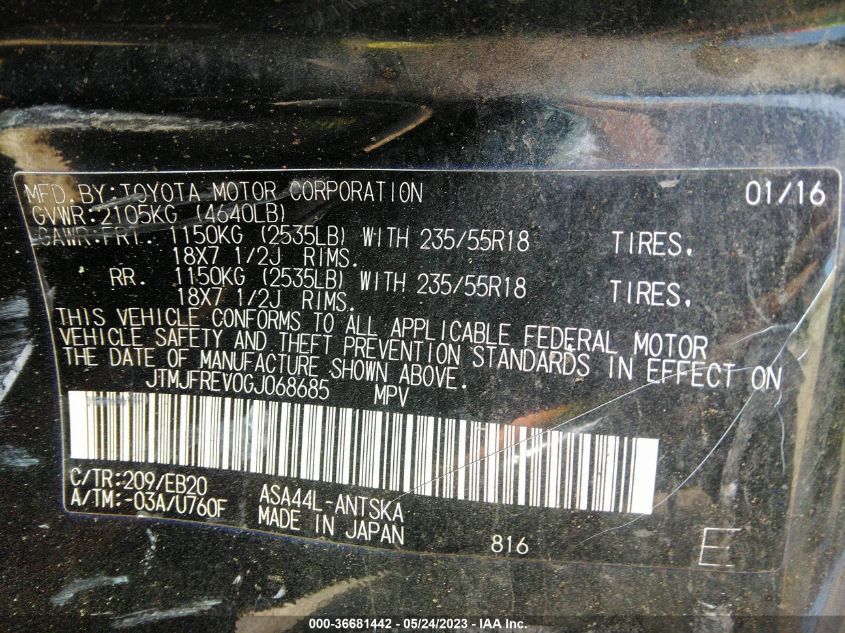 MFD. BY: TOYOTA MOTOR CORPORATION 01/16
GVWR: 2105KG (4640LB)
GAWR: FRT. 1150KG (2535LB) WITH 235/55R18 TIRES,
18X7 1/2J RIMS.
RR. 1150KG (2535LB) WITH 235/55R18 TIRES,
18X7 1/2J RIMS.
THIS VEHICLE CONFORMS TO ALL APPLICABLE FEDERAL MOTOR
VEHICLE SAFETY AND THEFT PREVENTION STANDARDS IN EFFECT ON
THE DATE OF MANUFACTURE SHOWN ABOVE.
JTMJFREV0GJ068685 MPV
C/TR: 209/EB20 ASA44L-ANTSKA
A/TM: -03A/U760F MADE IN JAPAN
816 E
000-36681442 - 05/24/2023 - IAA Inc.